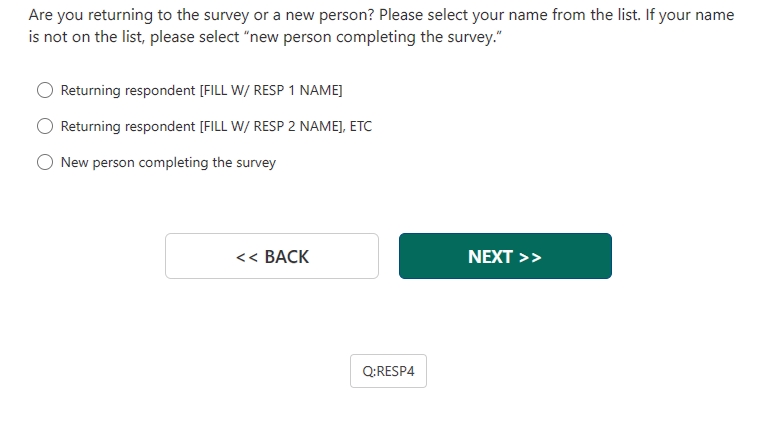 Are you returning to the survey or a new person? Please select your name from the list. If your name
is not on the list, please select “new person completing the survey.”
Returning respondent [FILL W/ RESP 1 NAME]
Returning respondent [FILL W/ RESP 2 NAME], ETC
New person completing the survey
<< BACK
NEXT >>
Q:RESP4